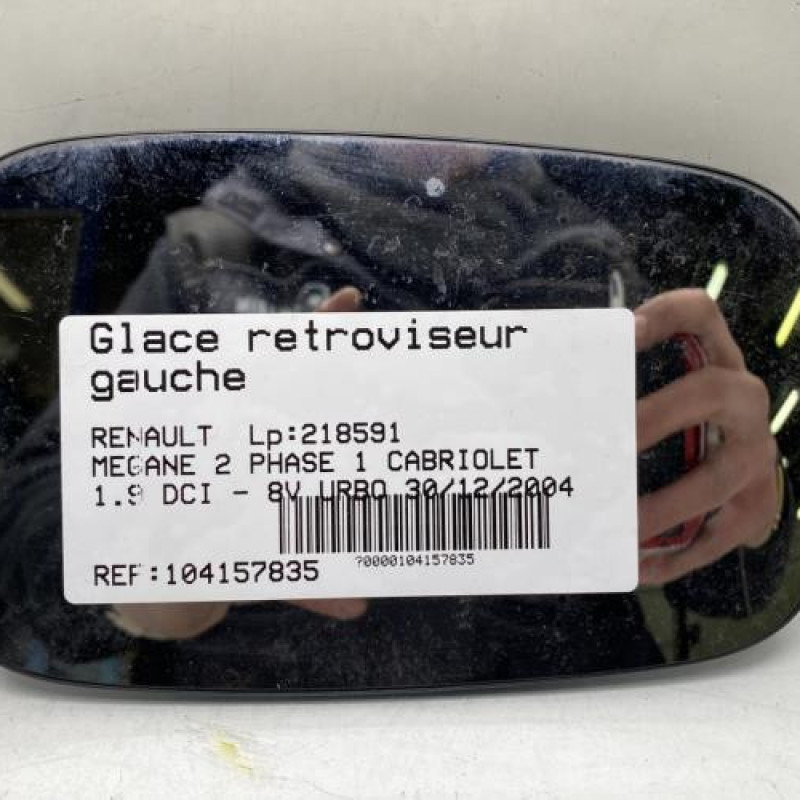 Glace retroviseur
gauche
RENAULT Lp:218591
MEGANE 2 PHASE 1 CABRIOLET
1.9 DCI - 8V URBO 30/12/2004
REF:104157835
?0000104157835